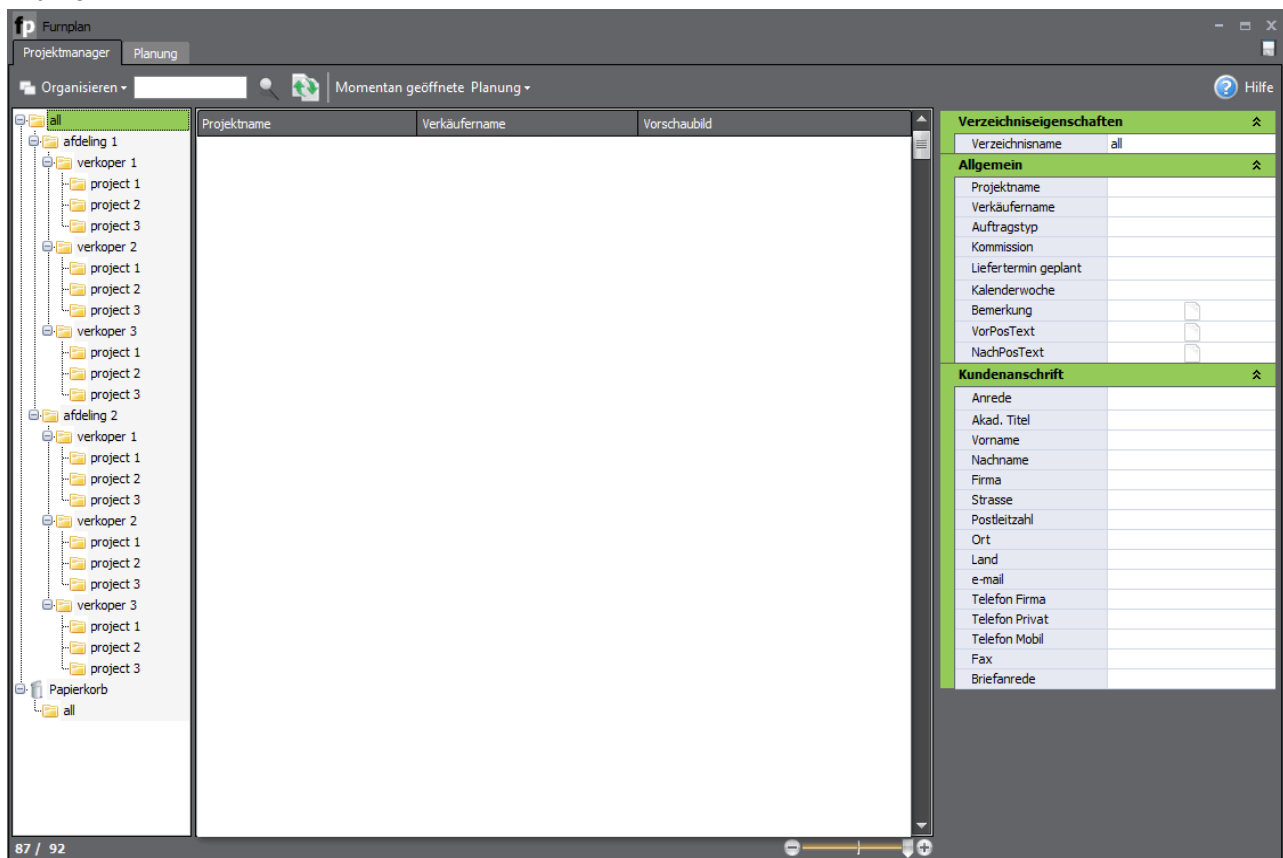 fp Furnplan
Projektmanager Planung
Organisieren Momentan geöffnete Planung Hilfe
all
afdeling 1
verkoper 1
project 1
project 2
project 3
verkoper 2
project 1
project 2
project 3
verkoper 3
project 1
project 2
project 3
afdeling 2
verkoper 1
project 1
project 2
project 3
verkoper 2
project 1
project 2
project 3
verkoper 3
project 1
project 2
project 3
Papierkorb
all
Projektname Verkäufername Vorschaubild
Verzeichniseigenschaften
Verzeichnisname all
Allgemein
Projektname
Verkäufername
Auftragstyp
Kommission
Liefertermin geplant
Kalenderwoche
Bemerkung
VorPosText
NachPosText
Kundenanschrift
Anrede
Akad. Titel
Vorname
Nachname
Firma
Strasse
Postleitzahl
Ort
Land
e-mail
Telefon Firma
Telefon Privat
Telefon Mobil
Fax
Briefanrede
87 / 92